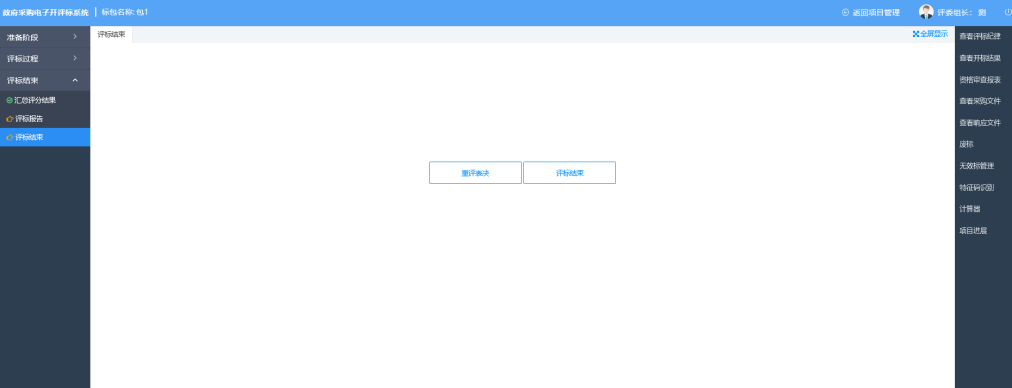 政府采购电子开评标系统 | 标包名称: 包1
返回项目管理 评委组长: 测
准备阶段
评标过程
评标结束
汇总评分结果
评标报告
评标结束
评标结束
全屏显示
重评表决
评标结束
查看评标纪律
查看开标结果
资格审查报表
查看采购文件
查看响应文件
废标
无效标管理
特征码识别
计算器
项目进展